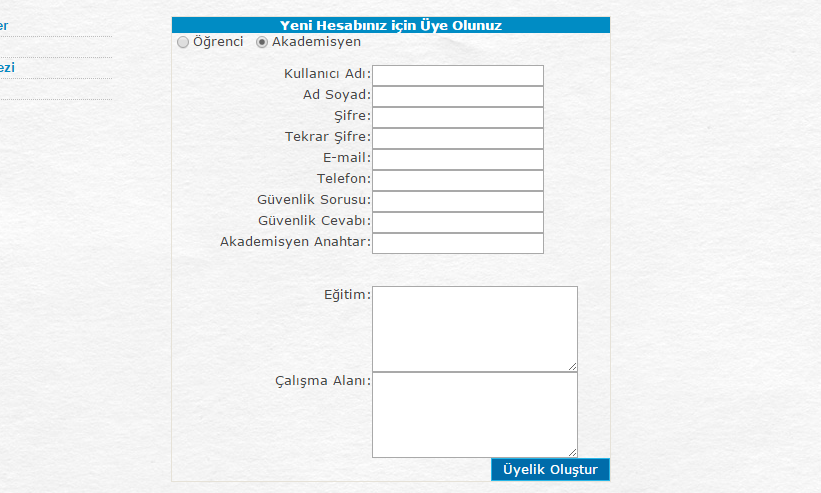 er
ezi
Yeni Hesabınız için Üye Olunuz
Öğrenci Akademisyen
Kullanıcı Adı:
Ad Soyad:
Şifre:
Tekrar Şifre:
E-mail:
Telefon:
Güvenlik Sorusu:
Güvenlik Cevabı:
Akademisyen Anahtar:
Eğitim:
Çalışma Alanı:
Üyelik Oluştur